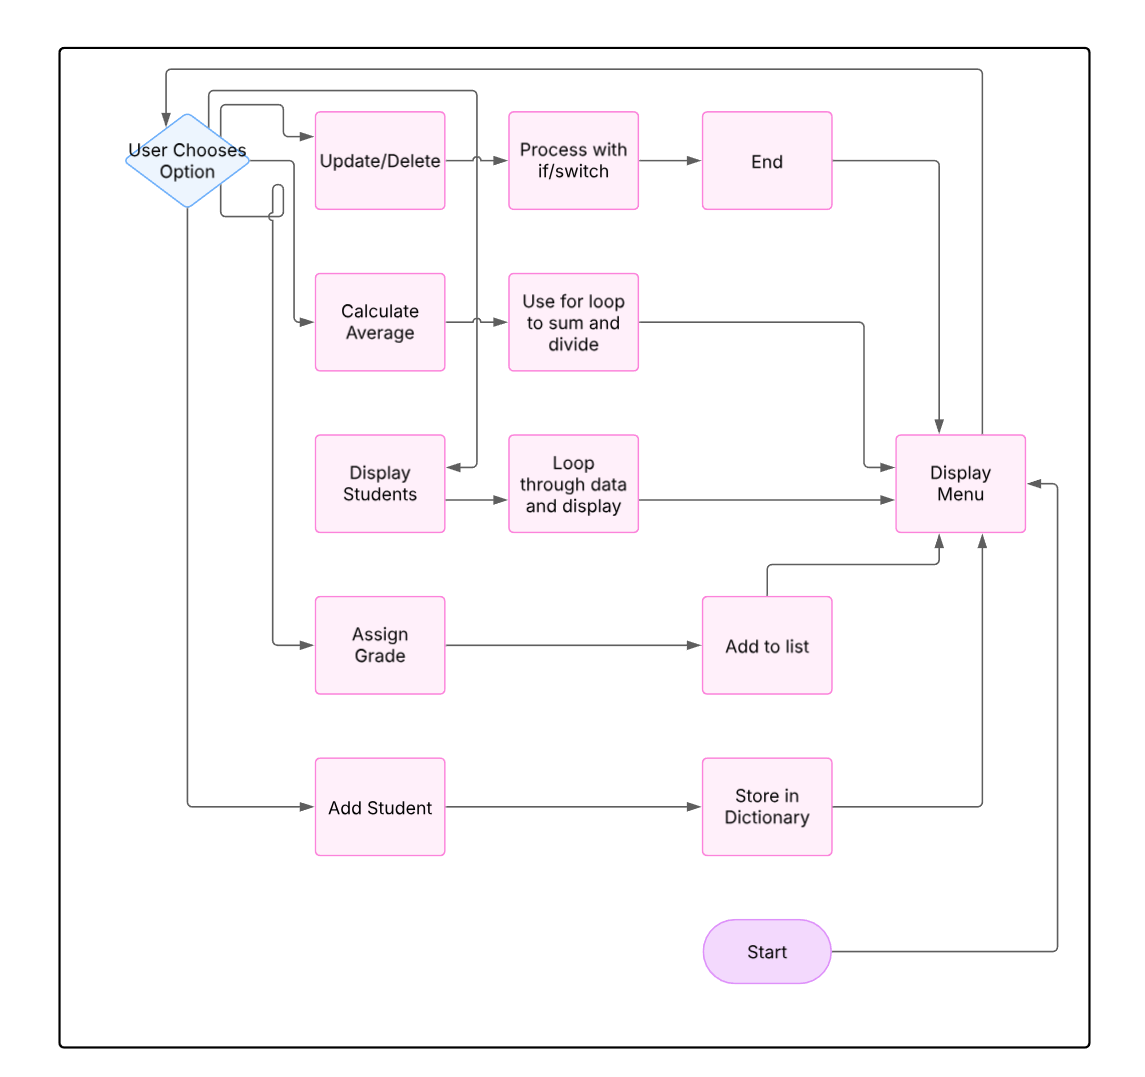 User Chooses
Option
Update/Delete
Process with
if/switch
End
Calculate
Average
Use for loop
to sum and
divide
Display
Students
Loop
through data
and display
Display
Menu
Assign
Grade
Add to list
Add Student
Store in
Dictionary
Start